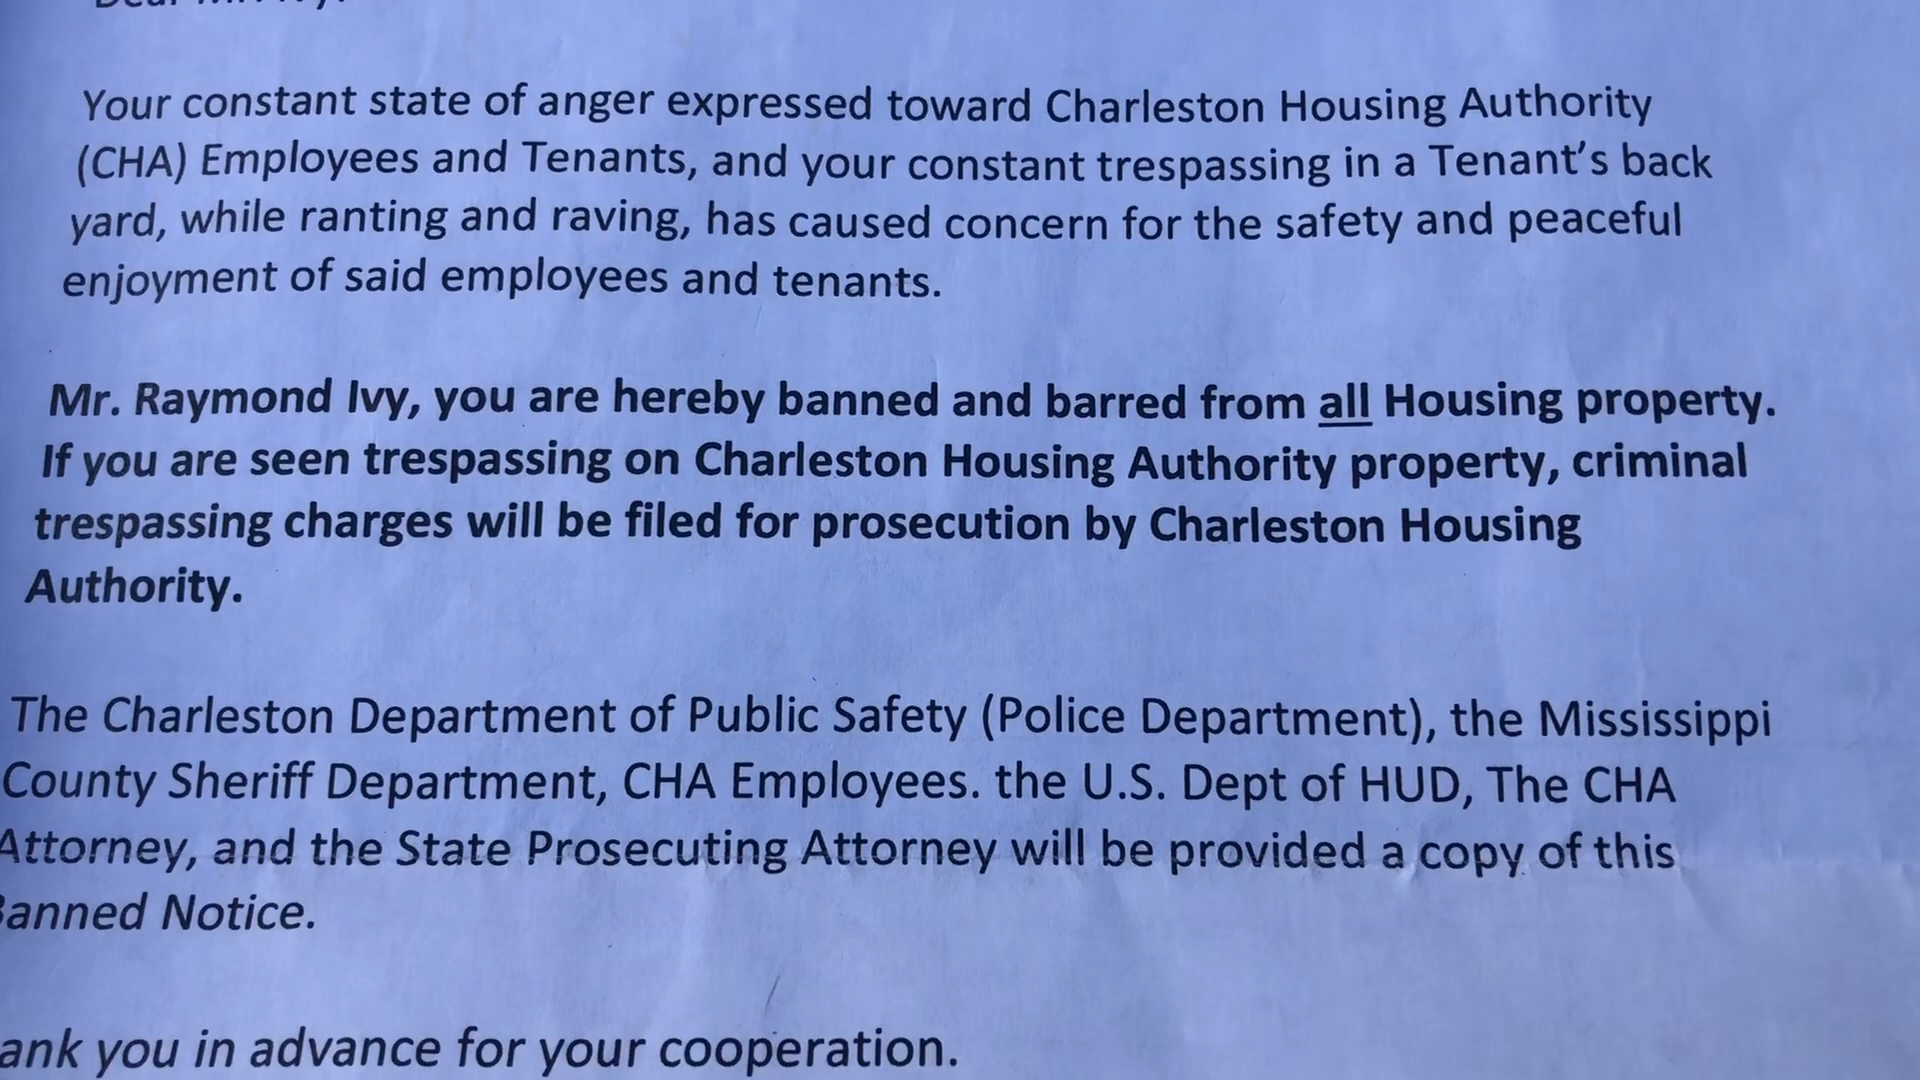 Your constant state of anger expressed toward Charleston Housing Authority
(CHA) Employees and Tenants, and your constant trespassing in a Tenant's back
yard, while ranting and raving, has caused concern for the safety and peaceful
enjoyment of said employees and tenants.
Mr. Raymond Ivy, you are hereby banned and barred from all Housing property.
If you are seen trespassing on Charleston Housing Authority property, criminal
trespassing charges will be filed for prosecution by Charleston Housing
Authority.
The Charleston Department of Public Safety (Police Department), the Mississippi
County Sheriff Department, CHA Employees. the U.S. Dept of HUD, The CHA
Attorney, and the State Prosecuting Attorney will be provided a copy of this
Banned Notice.
ank you in advance for your cooperation.